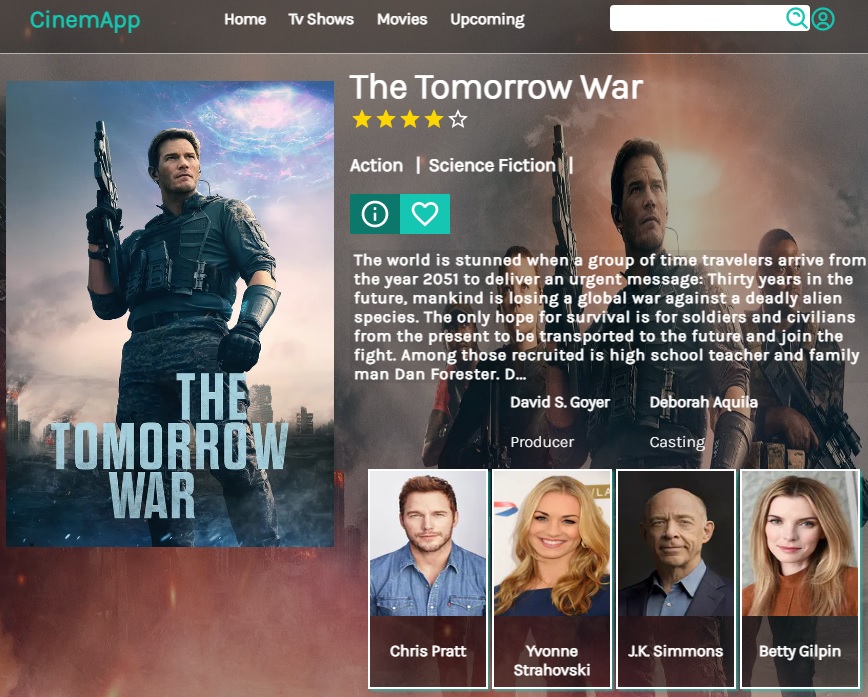 CinemApp
Home
Tv Shows
Movies
Upcoming
The Tomorrow War
Action | Science Fiction |
The world is stunned when a group of time travelers arrive from
the year 2051 to deliver an urgent message: Thirty years in the
future, mankind is losing a global war against a deadly alien
species. The only hope for survival is for soldiers and civilians
from the present to be transported to the future and join the
fight. Among those recruited is high school teacher and family
man Dan Forester. D...
THE
TOMORROW
WAR
David S. Goyer
Deborah Aquila
Producer
Casting
Chris Pratt
Yvonne
Strahovski
J.K. Simmons
Betty Gilpin